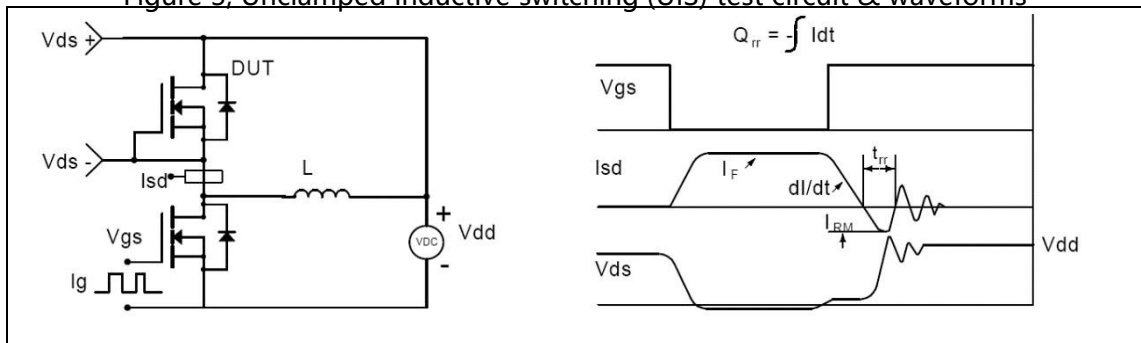 Figure 5, Unclamped inductive switching (UIS) test circuit & waveforms
Vds +
DUT
Vds -
Isd
L
Vgs
Ig
+
VDC
-
Vdd
Qrr = -∫ Idt
Vgs
Isd
IF
dI/dt
trr
IRM
Vdd
Vds